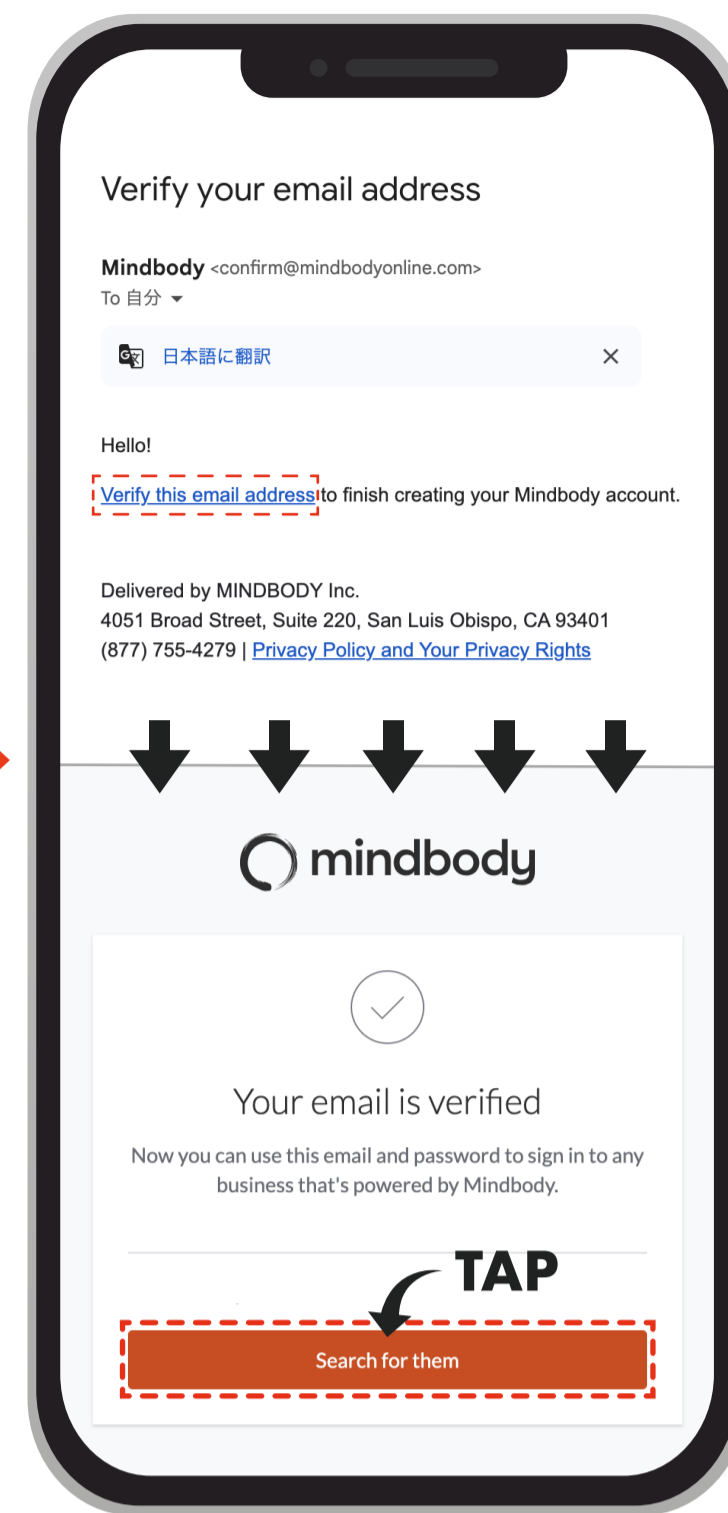 Verify your email address
Mindbody <confirm@mindbodyonline.com>
To 自分
日本語に翻訳
Hello!
Verify this email address to finish creating your Mindbody account.
Delivered by MINDBODY Inc.
4051 Broad Street, Suite 220, San Luis Obispo, CA 93401
(877) 755-4279 | Privacy Policy and Your Privacy Rights
mindbody
Your email is verified
Now you can use this email and password to sign in to any
business that's powered by Mindbody.
TAP
Search for them